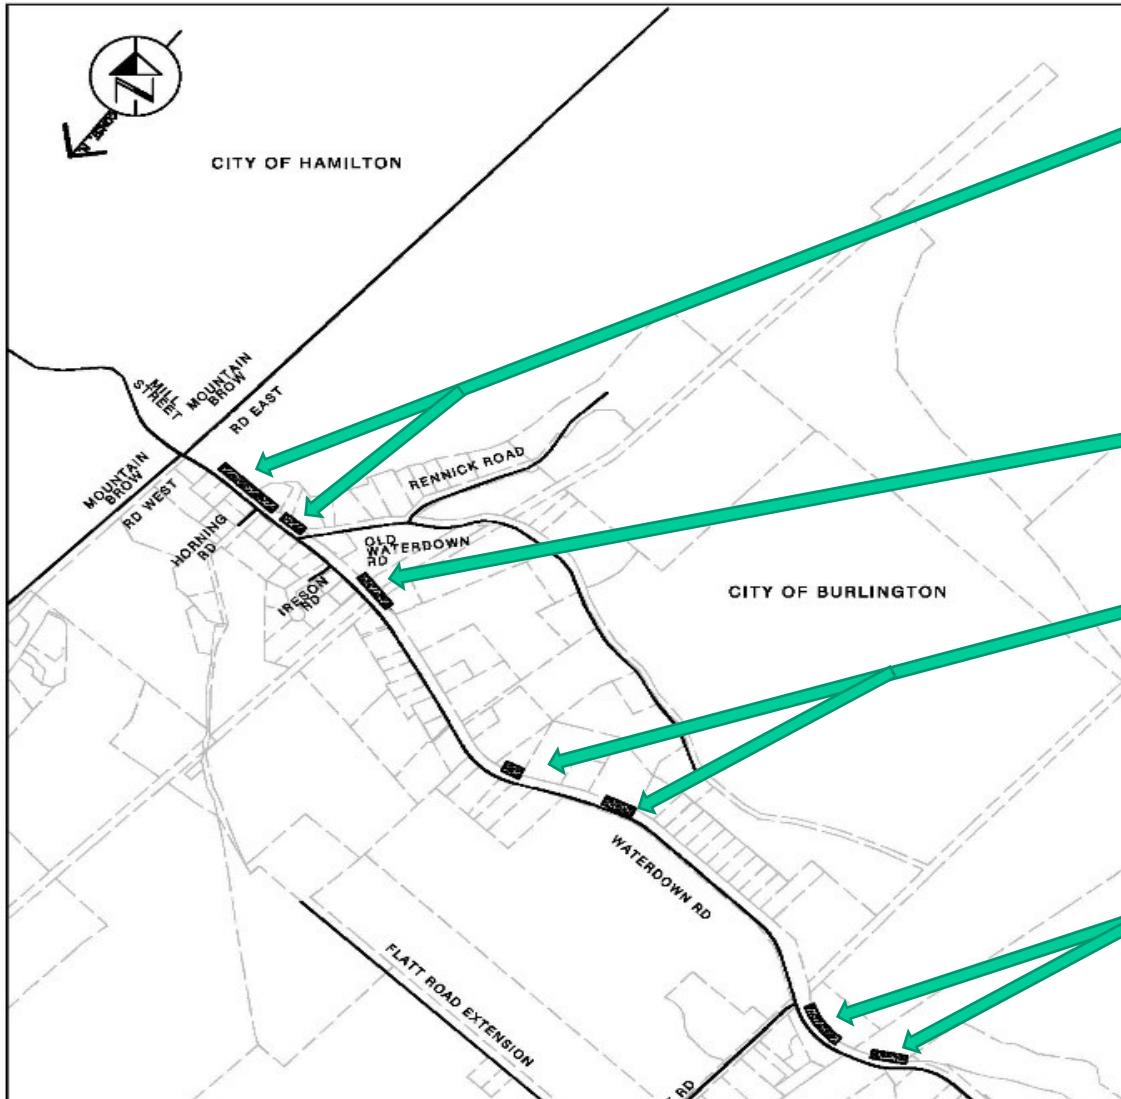 N
CITY OF HAMILTON
MILL
STREET
MOUNTAIN
BROW
RD EAST
MOUNTAIN
BROW
RD WEST
HORNING
RD
RENNICK ROAD
OLD
WATERDOWN
RD
IRESON
RD
CITY OF BURLINGTON
WATERDOWN RD
FLATT ROAD EXTENSION
RD